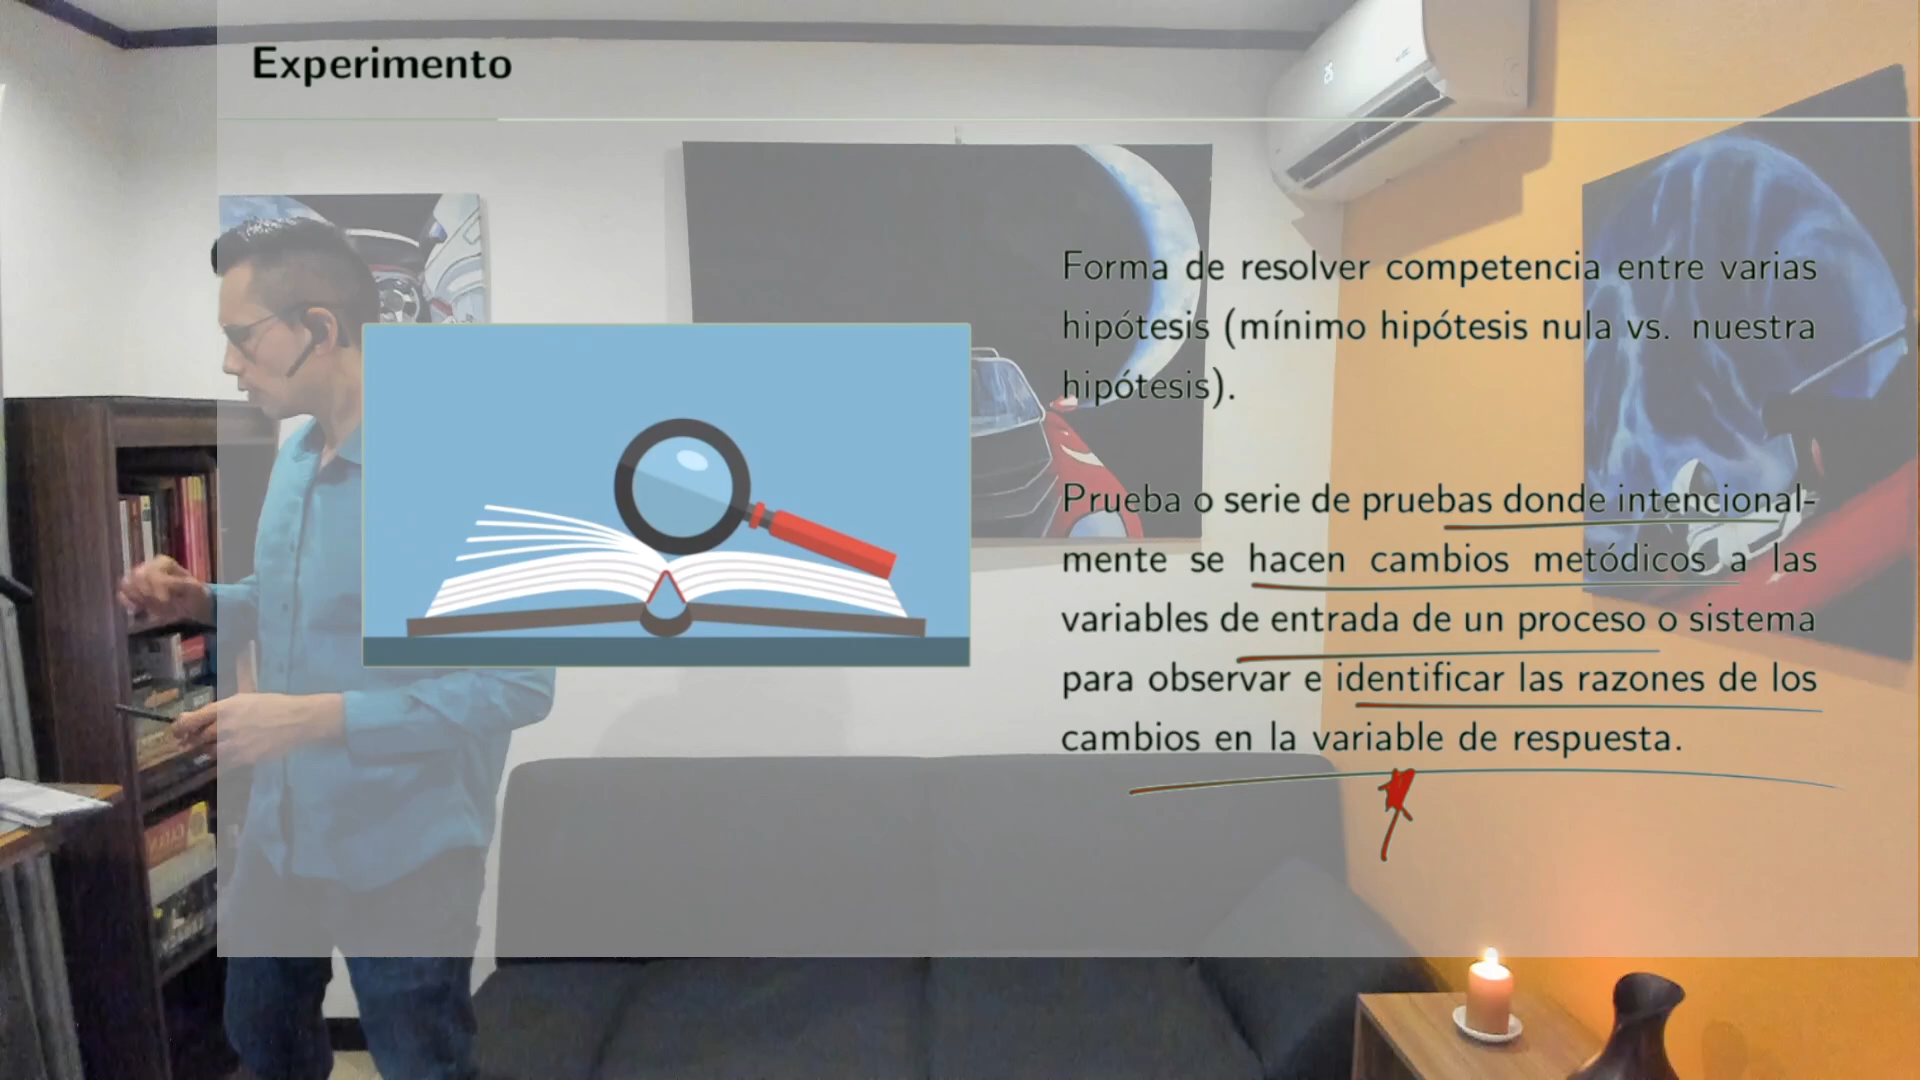 Experimento
Forma de resolver competencia entre varias
hipótesis (mínimo hipótesis nula vs. nuestra
hipótesis).
Prueba o serie de pruebas donde intencional-
mente se hacen cambios metódicos a las
variables de entrada de un proceso o sistema
para observar e identificar las razones de los
cambios en la variable de respuesta.